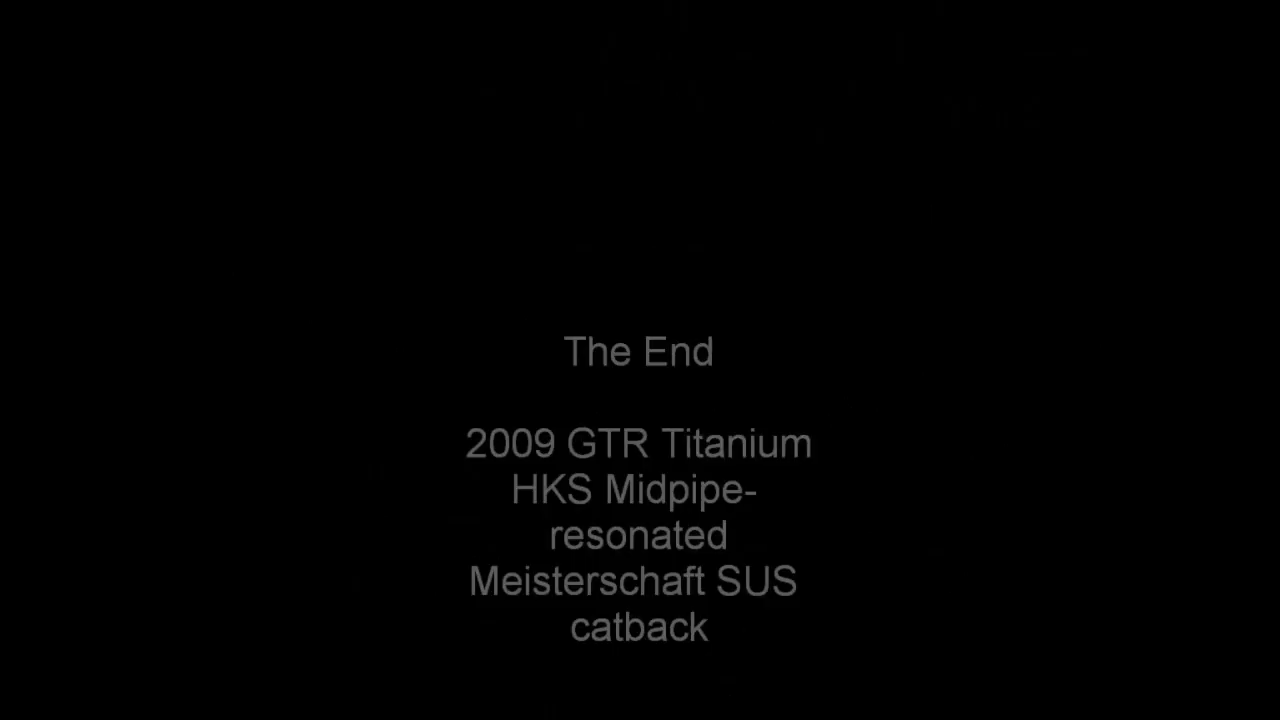 The End
2009 GTR Titanium
HKS Midpipe-
resonated
Meisterschaft SUS
catback